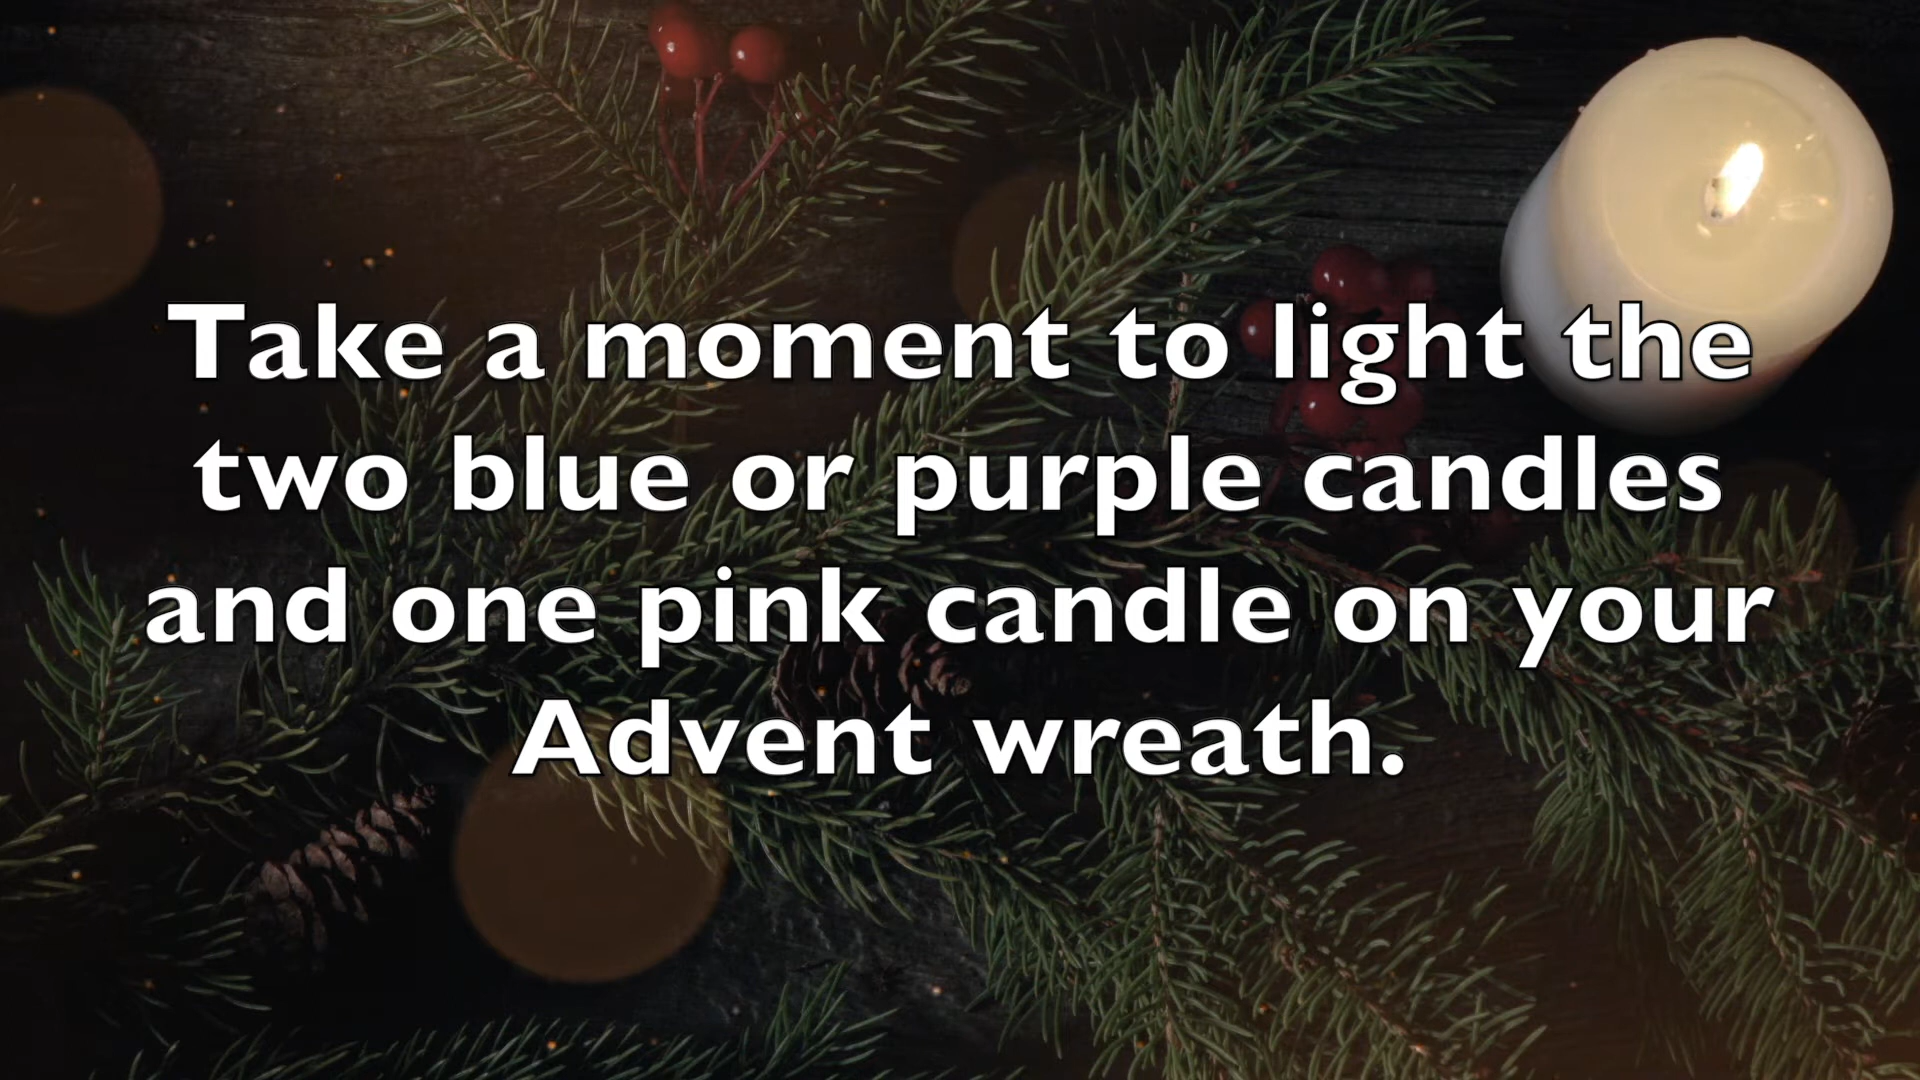 Take a moment to light the
two blue or purple candles
and one pink candle on your
Advent wreath.